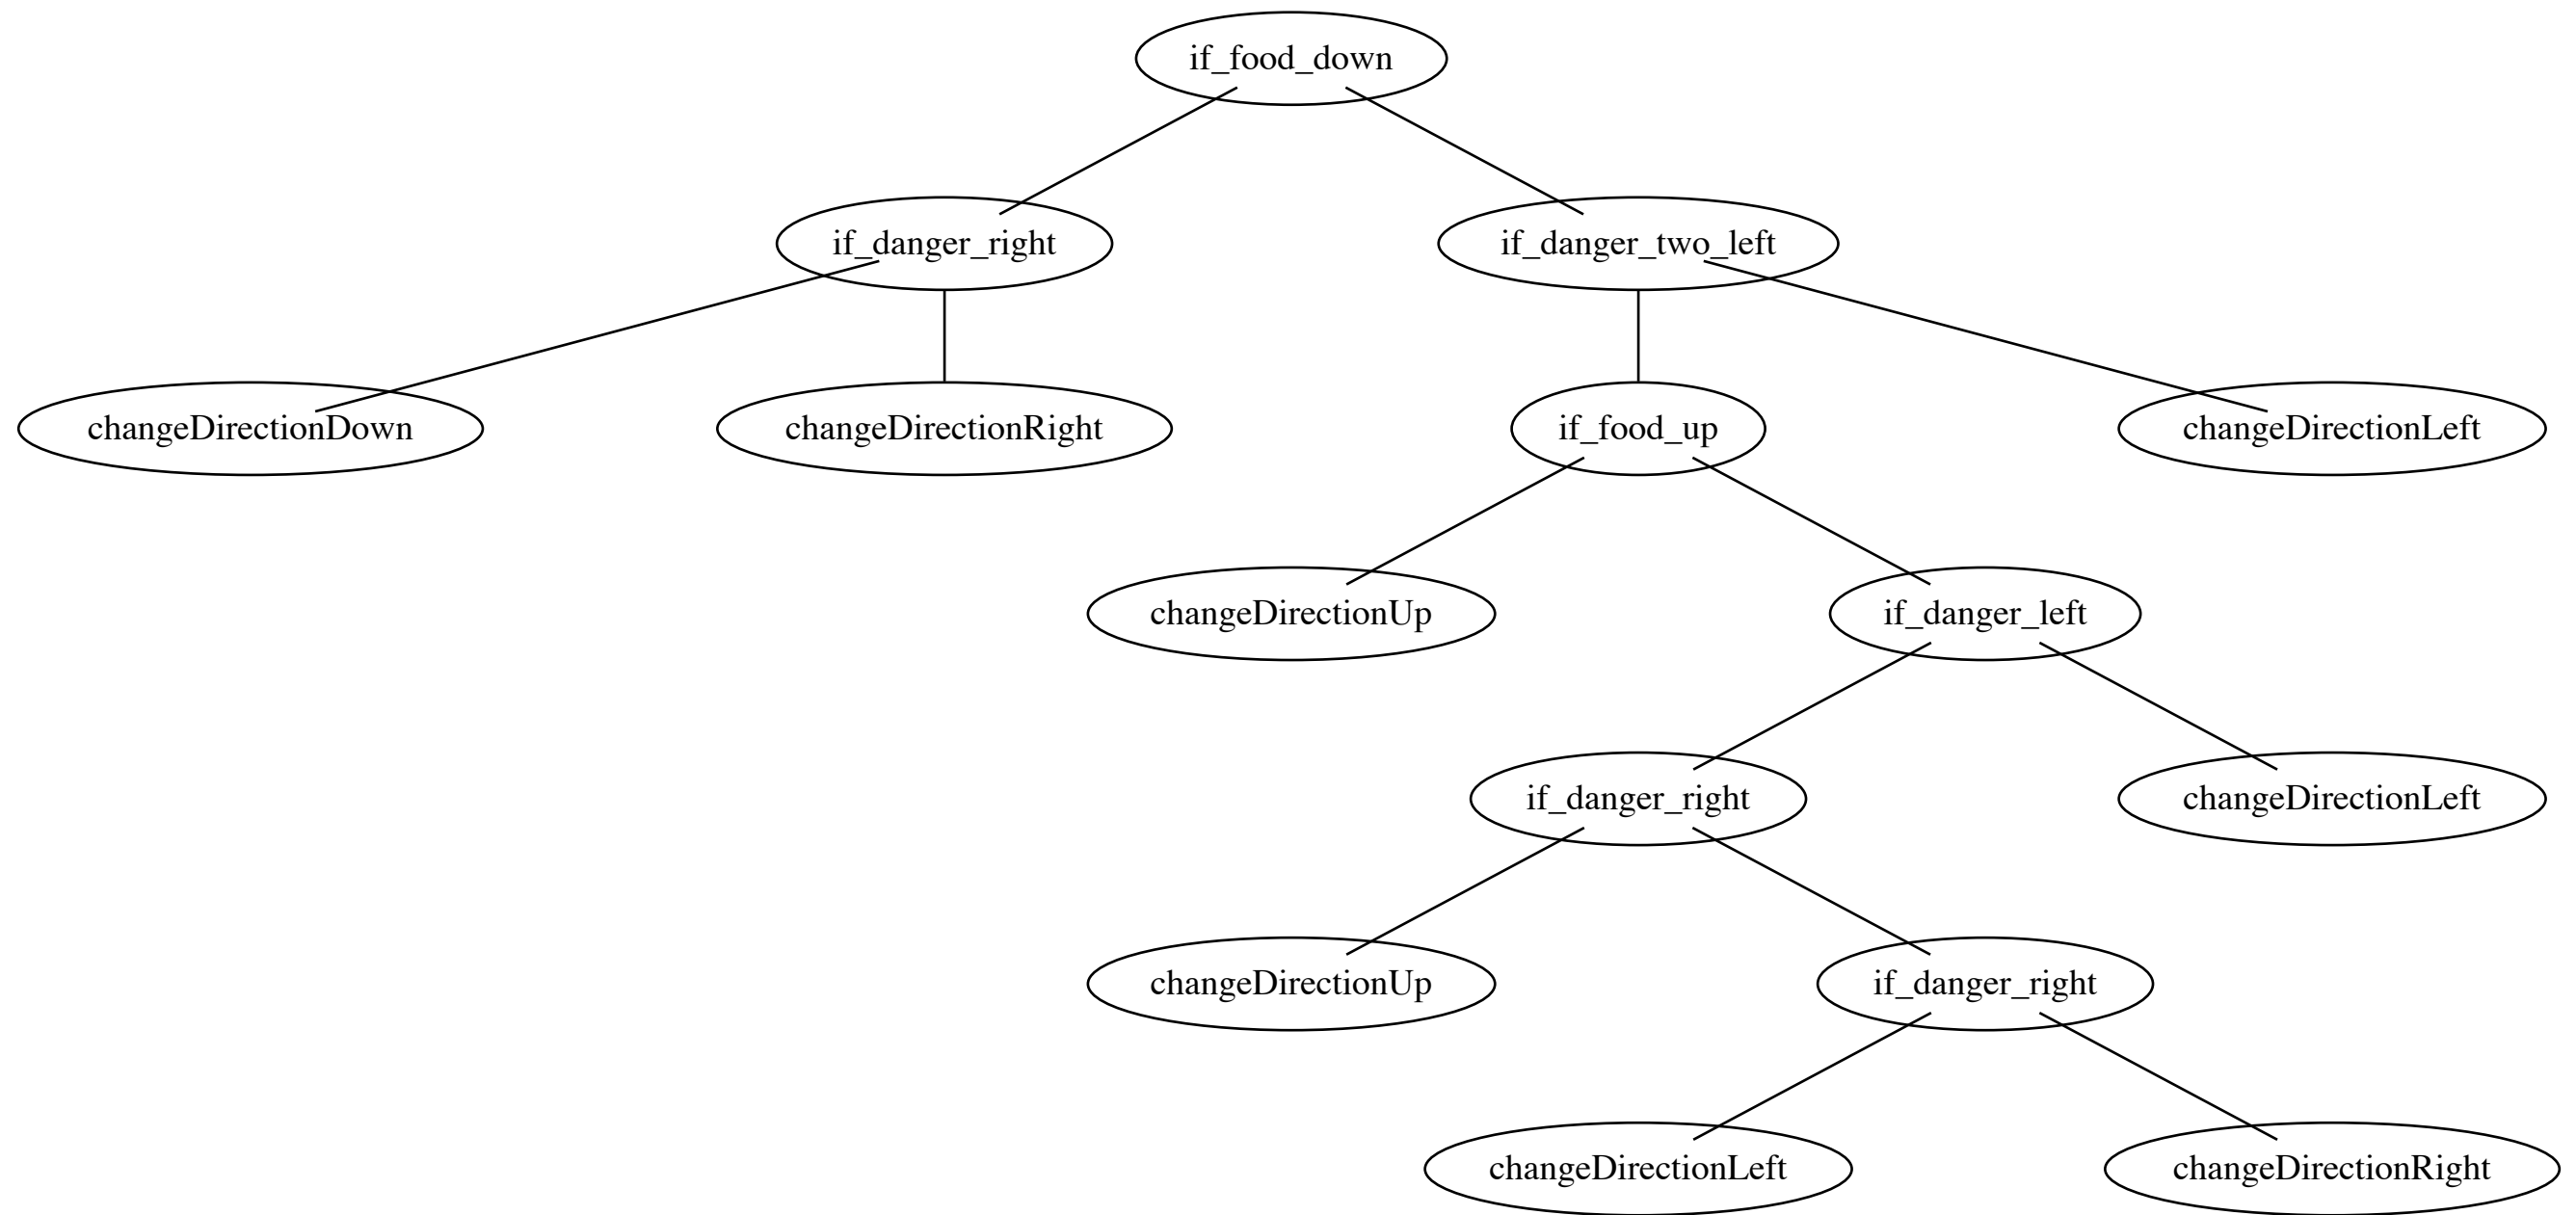 if_food_down
if_danger_right
if_danger_two_left
changeDirectionDown
changeDirectionRight
if_food_up
changeDirectionLeft
changeDirectionUp
if_danger_left
if_danger_right
changeDirectionLeft
changeDirectionUp
if_danger_right
changeDirectionLeft
changeDirectionRight